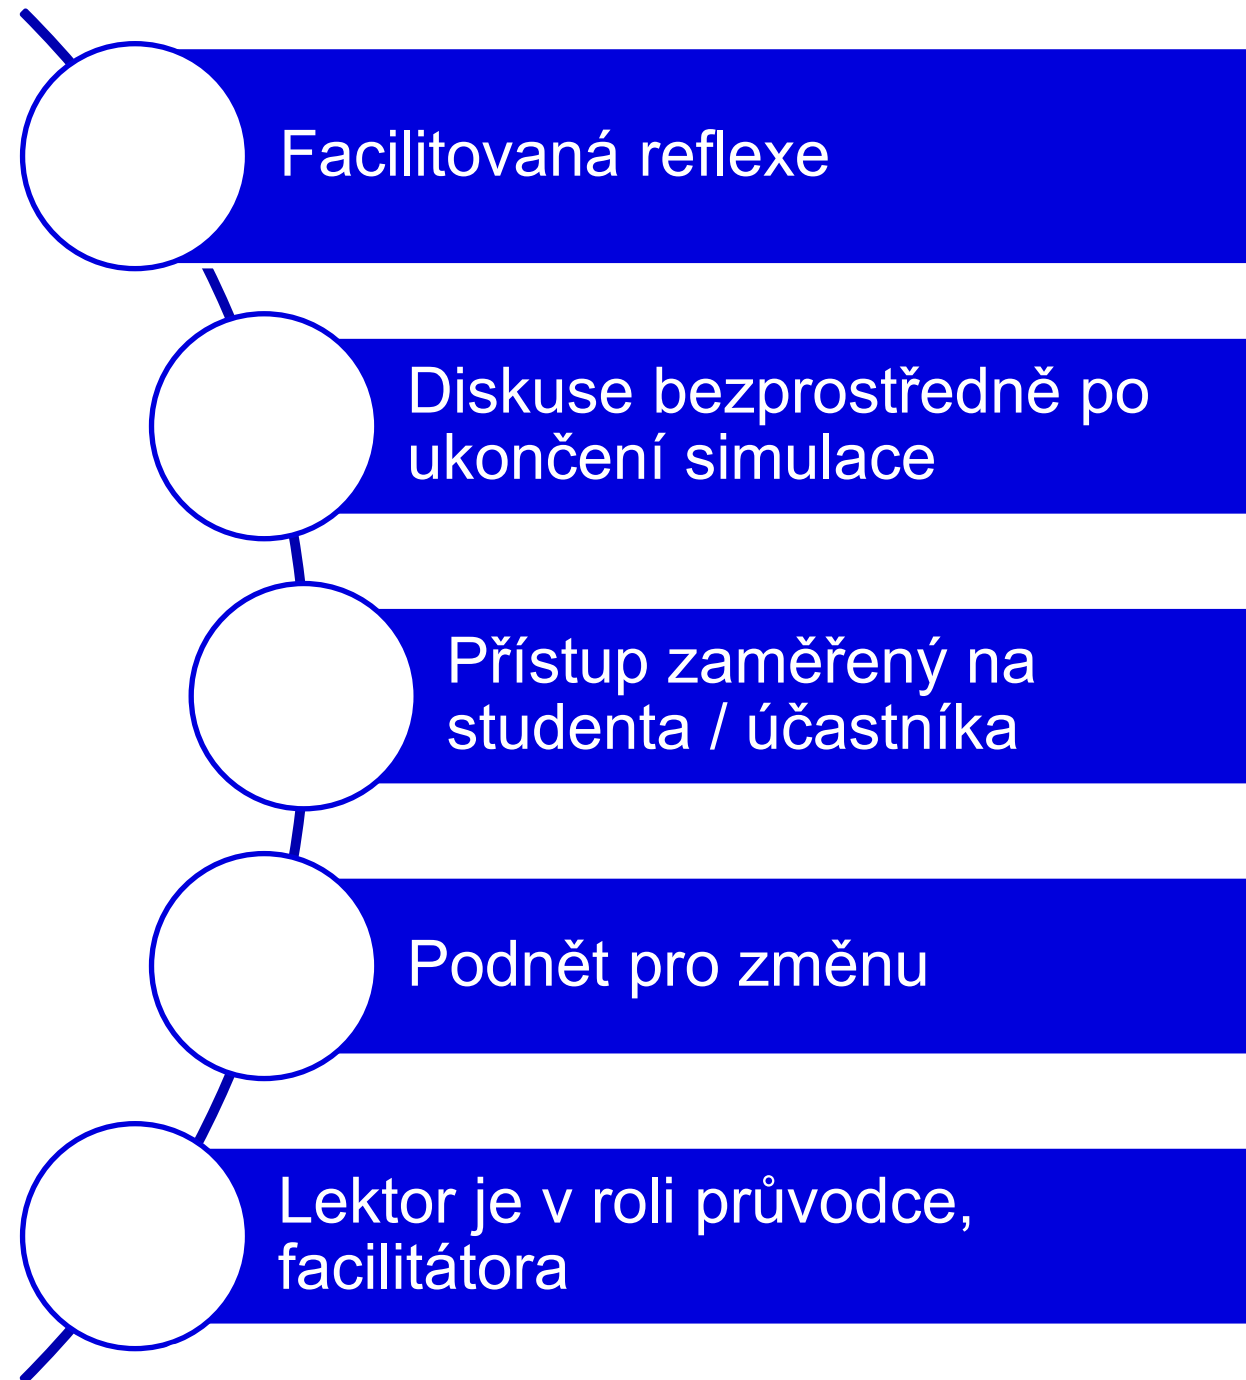 Facilitovaná reflexe
Diskuse bezprostředně po
ukončení simulace
Přístup zaměřený na
studenta / účastníka
Podnět pro změnu
Lektor je v roli průvodce,
facilitátora